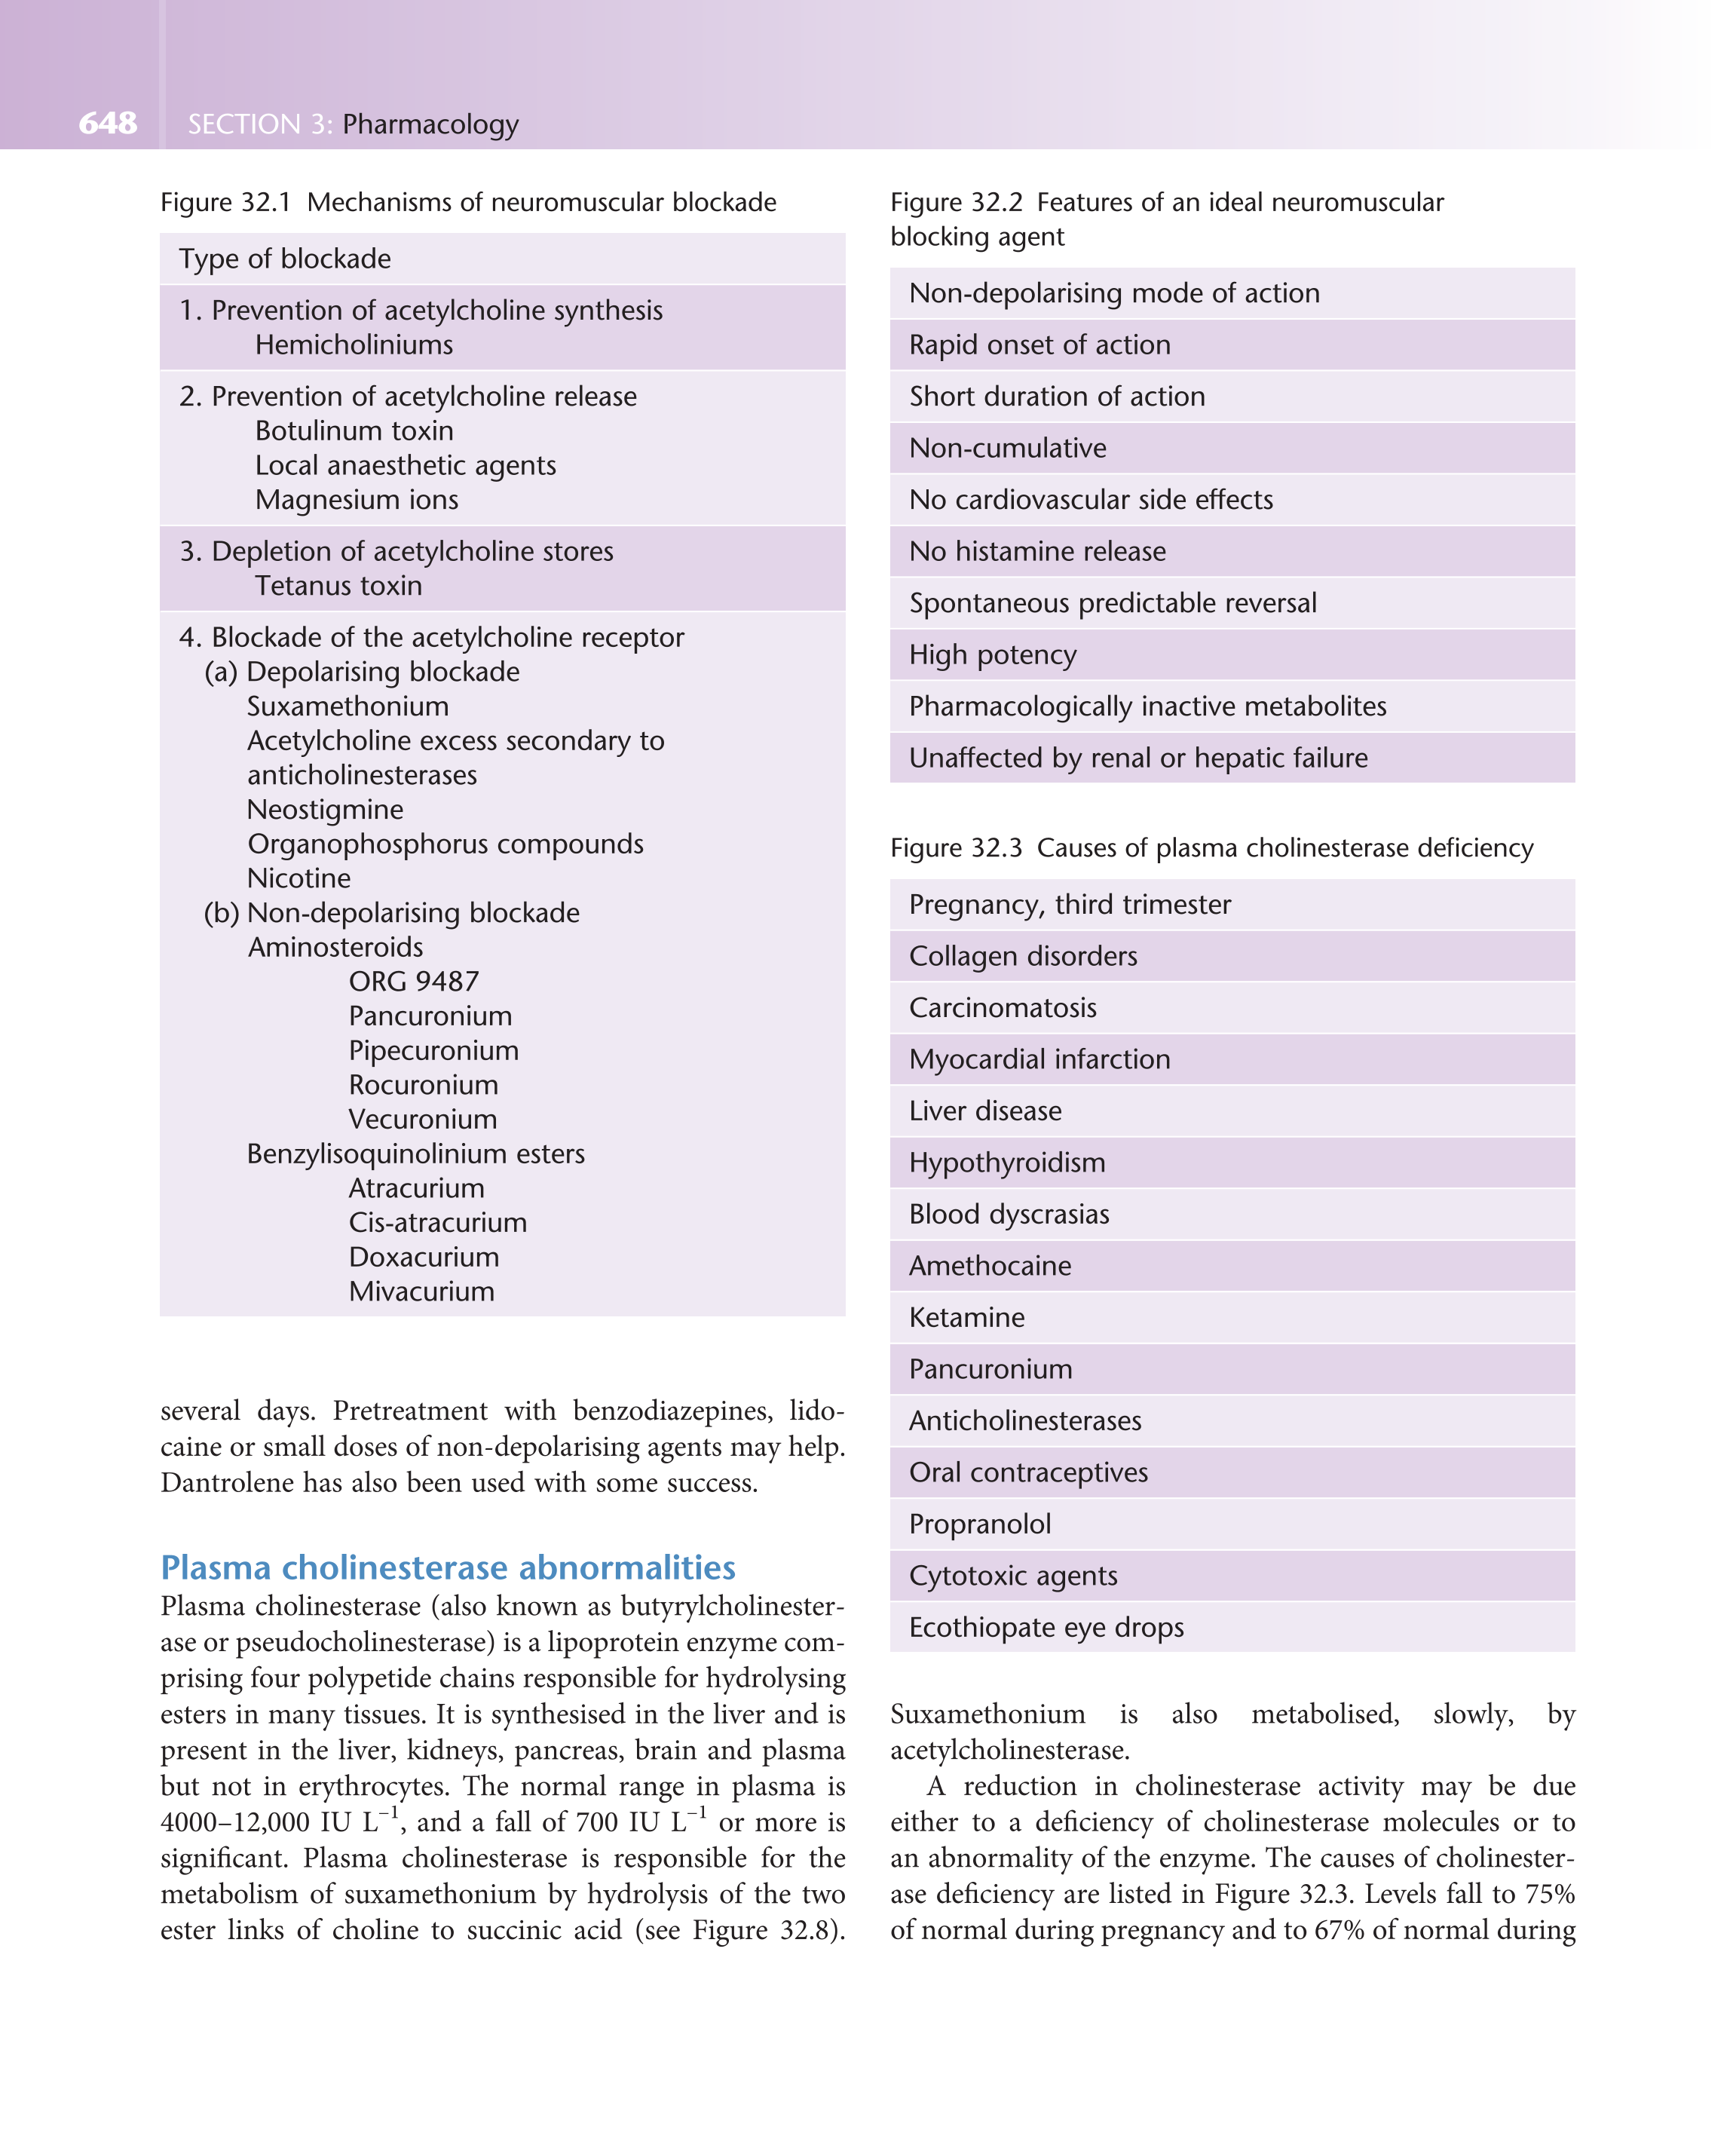 648 SECTION 3: Pharmacology
Figure 32.1 Mechanisms of neuromuscular blockade
Type of blockade
1. Prevention of acetylcholine synthesis
Hemicholiniums
2. Prevention of acetylcholine release
Botulinum toxin
Local anaesthetic agents
Magnesium ions
3. Depletion of acetylcholine stores
Tetanus toxin
4. Blockade of the acetylcholine receptor
(a) Depolarising blockade
Suxamethonium
Acetylcholine excess secondary to
anticholinesterases
Neostigmine
Organophosphorus compounds
Nicotine
(b) Non-depolarising blockade
Aminosteroids
ORG 9487
Pancuronium
Pipecuronium
Rocuronium
Vecuronium
Benzylisoquinolinium esters
Atracurium
Cis-atracurium
Doxacurium
Mivacurium
several days. Pretreatment with benzodiazepines, lido-
caine or small doses of non-depolarising agents may help.
Dantrolene has also been used with some success.
Plasma cholinesterase abnormalities
Plasma cholinesterase (also known as butyrylcholinester-
ase or pseudocholinesterase) is a lipoprotein enzyme com-
prising four polypetide chains responsible for hydrolysing
esters in many tissues. It is synthesised in the liver and is
present in the liver, kidneys, pancreas, brain and plasma
but not in erythrocytes. The normal range in plasma is
4000–12,000 IU L⁻¹, and a fall of 700 IU L⁻¹ or more is
significant. Plasma cholinesterase is responsible for the
metabolism of suxamethonium by hydrolysis of the two
ester links of choline to succinic acid (see Figure 32.8).
Figure 32.2 Features of an ideal neuromuscular
blocking agent
Non-depolarising mode of action
Rapid onset of action
Short duration of action
Non-cumulative
No cardiovascular side effects
No histamine release
Spontaneous predictable reversal
High potency
Pharmacologically inactive metabolites
Unaffected by renal or hepatic failure
Figure 32.3 Causes of plasma cholinesterase deficiency
Pregnancy, third trimester
Collagen disorders
Carcinomatosis
Myocardial infarction
Liver disease
Hypothyroidism
Blood dyscrasias
Amethocaine
Ketamine
Pancuronium
Anticholinesterases
Oral contraceptives
Propranolol
Cytotoxic agents
Ecothiopate eye drops
Suxamethonium is also metabolised, slowly, by
acetylcholinesterase.
A reduction in cholinesterase activity may be due
either to a deficiency of cholinesterase molecules or to
an abnormality of the enzyme. The causes of cholinester-
ase deficiency are listed in Figure 32.3. Levels fall to 75%
of normal during pregnancy and to 67% of normal during